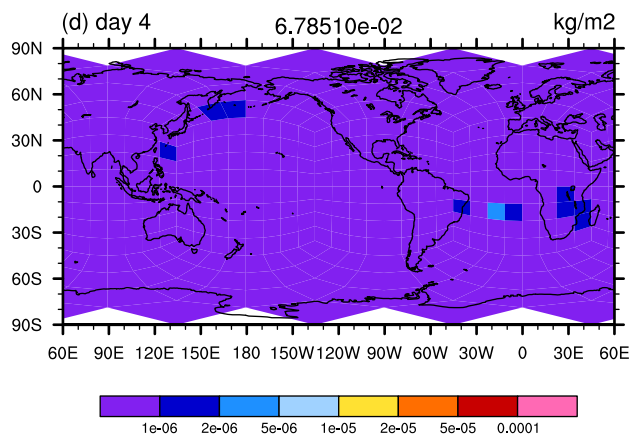 (d) day 4 6.78510e-02 kg/m2
90N
60N
30N
0
30S
60S
90S
60E 90E 120E 150E 180 150W 120W 90W 60W 30W 0 30E 60E
1e-06 2e-06 5e-06 1e-05 2e-05 5e-05 0.0001